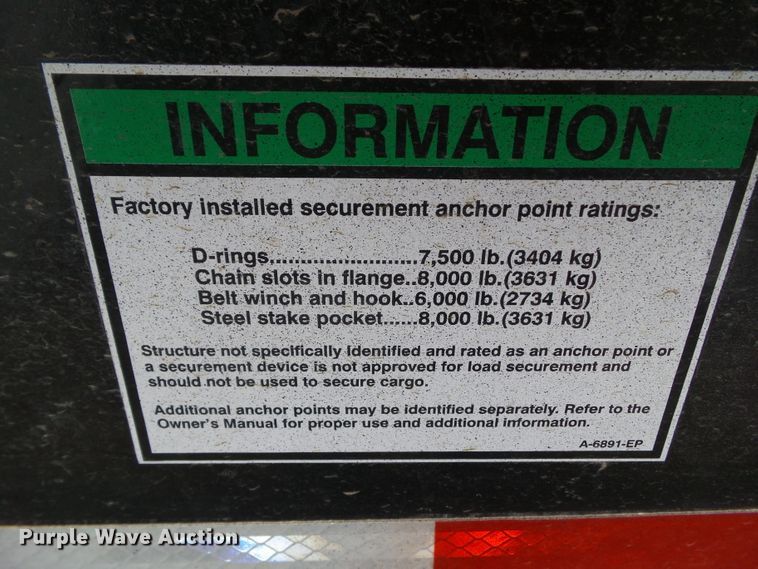 INFORMATION
Factory installed securement anchor point ratings:
D-rings........................7,500 lb.(3404 kg)
Chain slots in flange..8,000 lb.(3631 kg)
Belt winch and hook..6,000 lb.(2734 kg)
Steel stake pocket......8,000 lb.(3631 kg)
Structure not specifically identified and rated as an anchor point or
a securement device is not approved for load securement and
should not be used to secure cargo.
Additional anchor points may be identified separately. Refer to the
Owner's Manual for proper use and additional information.
A-6891-EP
Purple Wave Auction